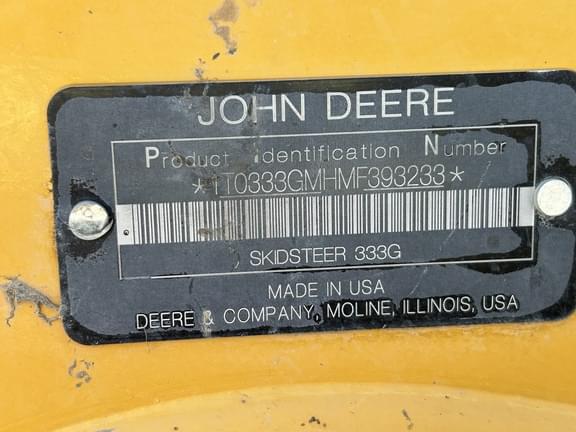 JOHN DEERE
Product Identification Number
*1T0333GMHMF393233*
SKIDSTEER 333G
MADE IN USA
DEERE & COMPANY, MOLINE, ILLINOIS, USA